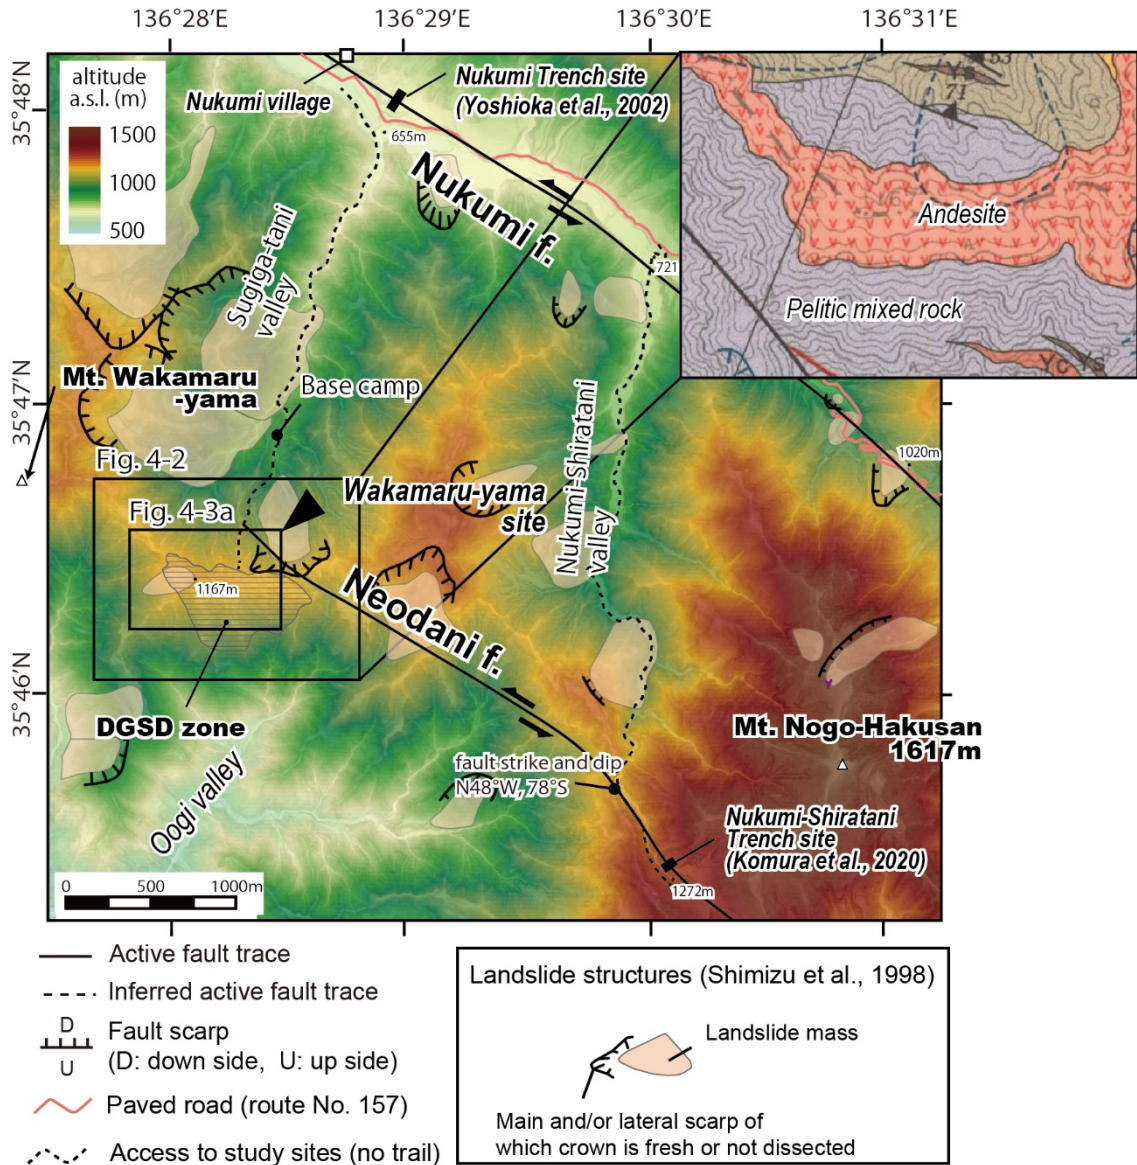 136°28'E
136°29'E
136°30'E
136°31'E
35°48'N
35°47'N
35°46'N
altitude
a.s.l. (m)
1500
1000
500
Nukumi village
Nukumi Trench site
(Yoshioka et al., 2002)
655m
Nukumi f.
721
Sugiga-tani
valley
Mt. Wakamaru
-yama
Base camp
Fig. 4-2
Fig. 4-3a
1167m
Wakamaru-yama
site
Nukumi-Shiratani
valley
Neodani f.
1020m
53
Ys
71
Andesite
Pelitic mixed rock
Yc Ys
DGSD zone
Oogi valley
fault strike and dip
N48°W, 78°S
Mt. Nogo-Hakusan
1617m
Nukumi-Shiratani
Trench site
(Komura et al., 2020)
1272m
0 500 1000m
Active fault trace
Inferred active fault trace
D
U
Fault scarp
(D: down side, U: up side)
Paved road (route No. 157)
Access to study sites (no trail)
Landslide structures (Shimizu et al., 1998)
Landslide mass
Main and/or lateral scarp of
which crown is fresh or not dissected